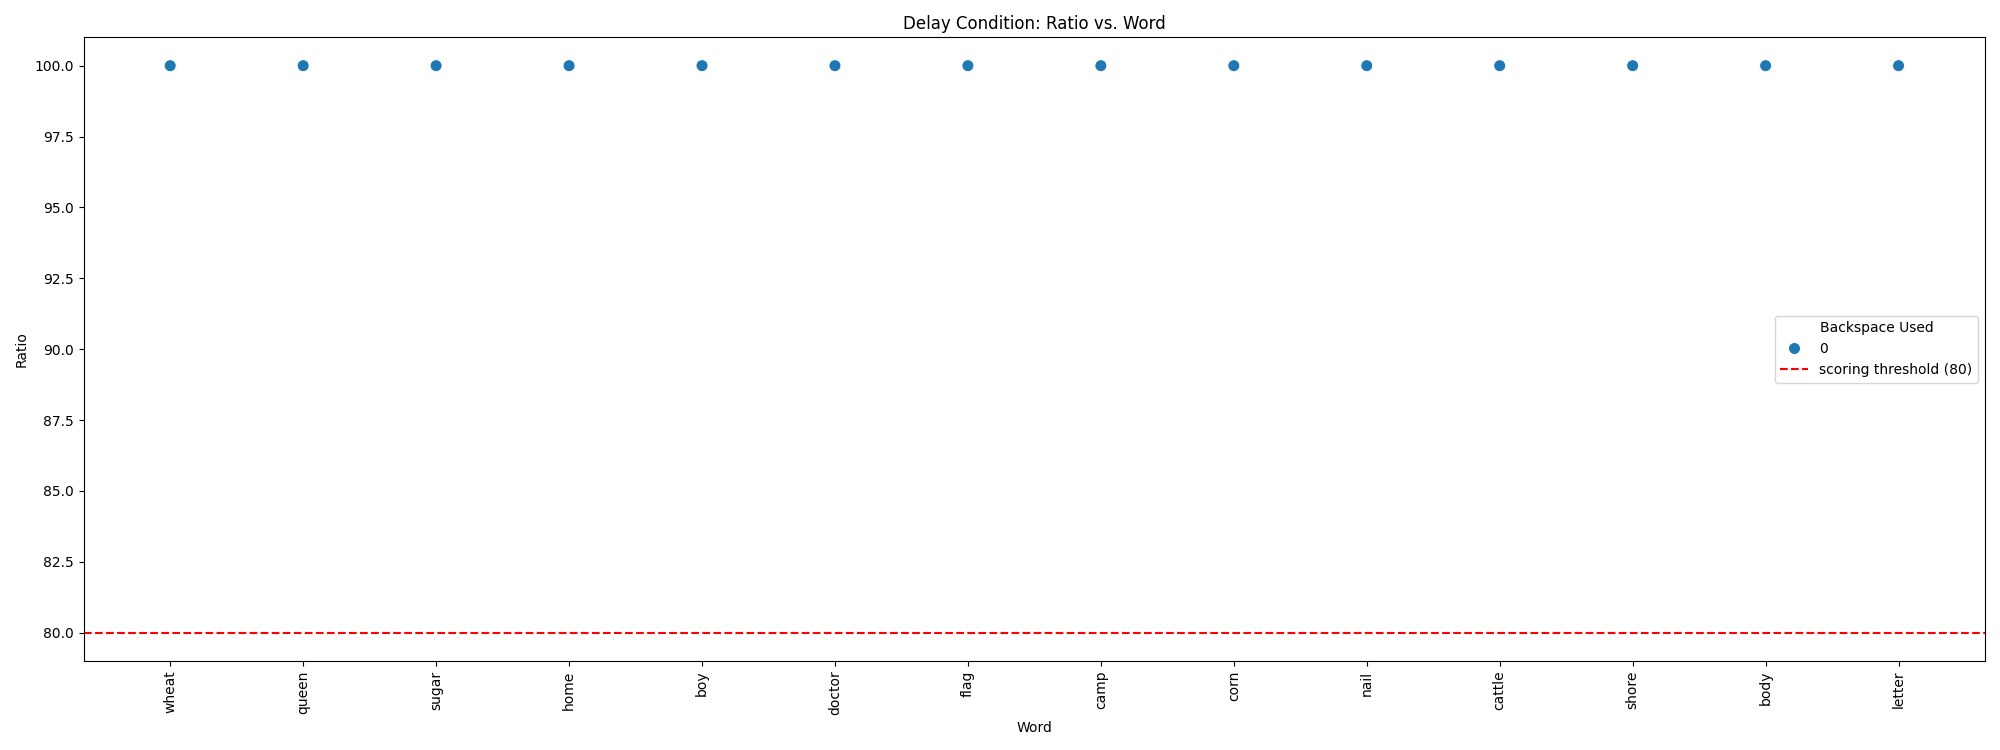 Delay Condition: Ratio vs. Word
100.0
97.5
95.0
92.5
90.0
87.5
85.0
82.5
80.0
Ratio
Backspace Used
0
scoring threshold (80)
wheat
queen
sugar
home
boy
doctor
flag
camp
corn
nail
cattle
shore
body
letter
Word